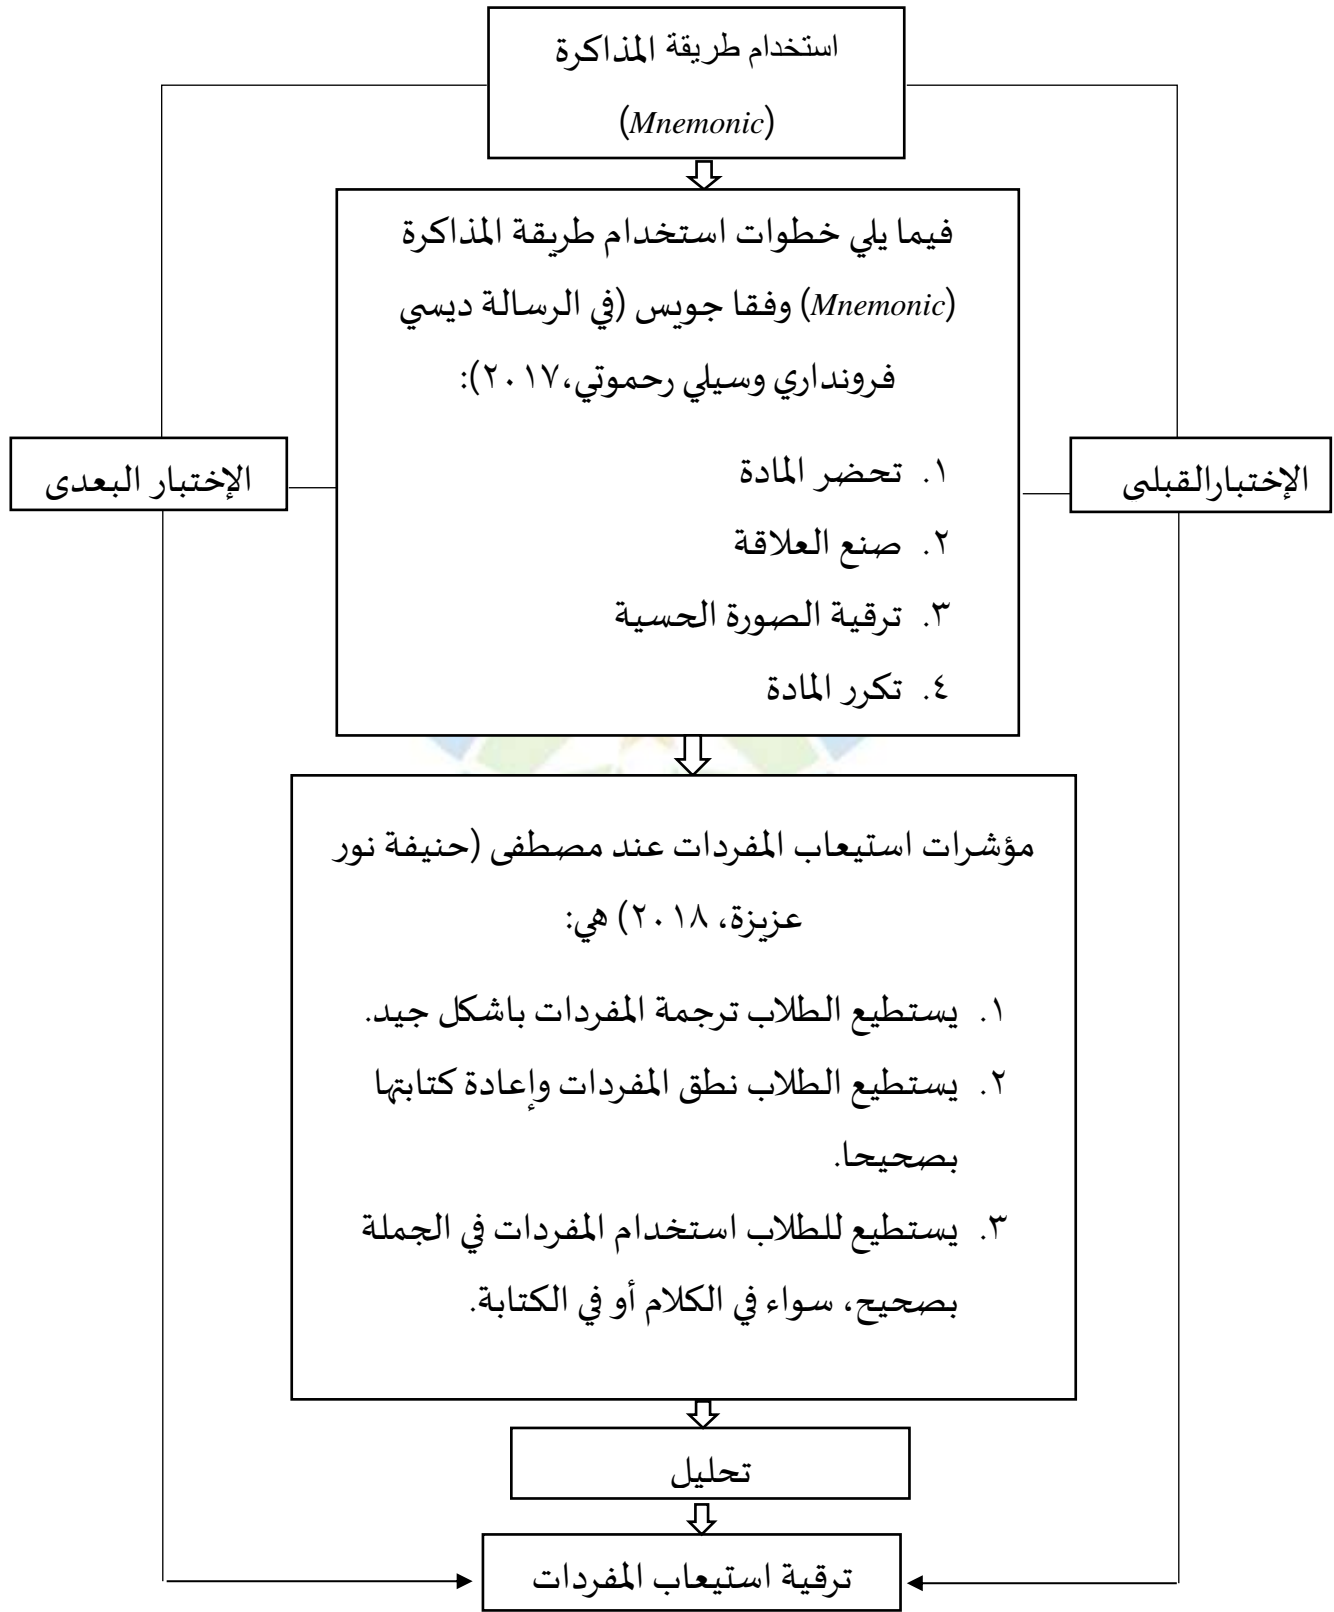 استخدام طريقة المذاكرة
(Mnemonic)
فيما يلي خطوات استخدام طريقة المذاكرة
(Mnemonic) وفقا جويس (في الرسالة ديسي
فرونداري وسيلي رحموتي،٢٠١٧):
١. تحضر المادة
٢. صنع العلاقة
٣. ترقية الصورة الحسية
٤. تكرر المادة
الإختبارالقبلى
الإختبار البعدى
مؤشرات استيعاب المفردات عند مصطفى (حنيفة نور
عزيزة، ٢٠١٨) هي:
١. يستطيع الطلاب ترجمة المفردات باشكل جيد.
٢. يستطيع الطلاب نطق المفردات وإعادة كتابتها
بصحيحا.
٣. يستطيع للطلاب استخدام المفردات في الجملة
بصحيح، سواء في الكلام أو في الكتابة.
تحليل
ترقية استيعاب المفردات